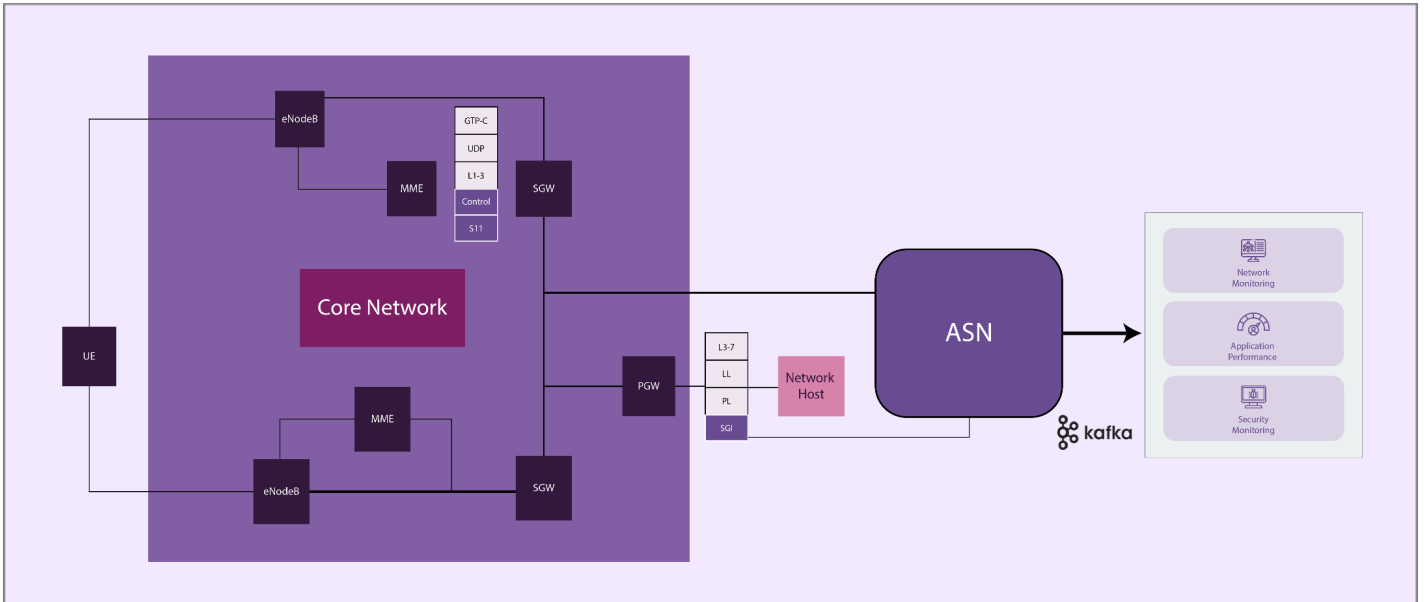 eNodeB
GTP-C
UDP
L1-3
Control
S11
MME
SGW
Core Network
UE
ASN
Network
Monitoring
Application
Performance
Security
Monitoring
PGW
L3-7
LL
PL
SGI
Network
Host
kafka
MME
eNodeB
SGW